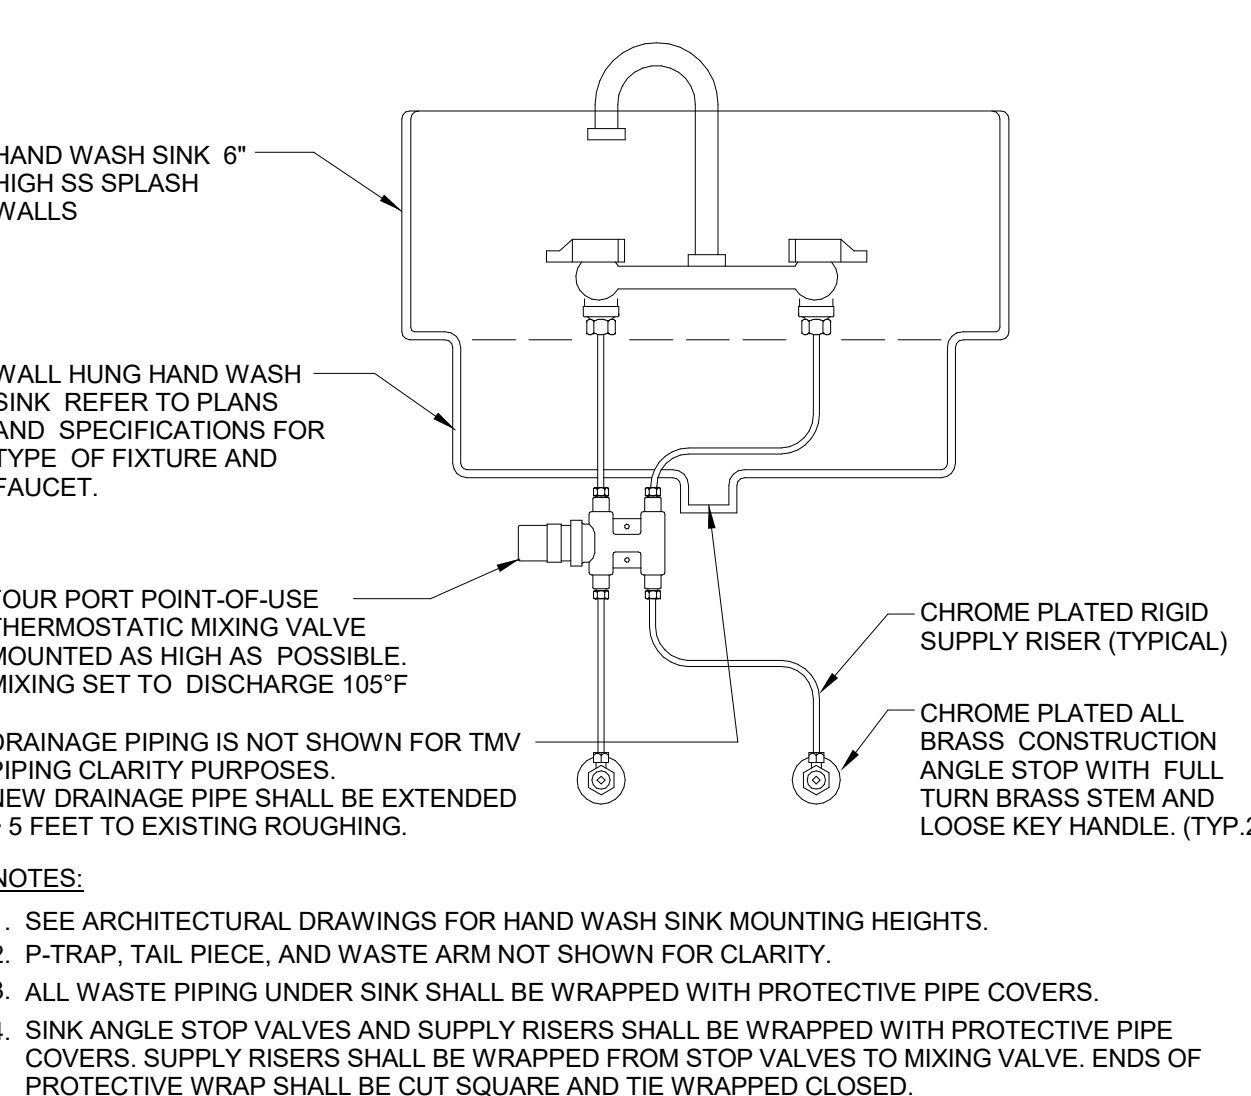 HAND WASH SINK 6"
HIGH SS SPLASH
WALLS
WALL HUNG HAND WASH
SINK REFER TO PLANS
AND SPECIFICATIONS FOR
TYPE OF FIXTURE AND
FAUCET.
FOUR PORT POINT-OF-USE
THERMOSTATIC MIXING VALVE
MOUNTED AS HIGH AS POSSIBLE.
MIXING SET TO DISCHARGE 105°F
DRAINAGE PIPING IS NOT SHOWN FOR TMV
PIPING CLARITY PURPOSES.
NEW DRAINAGE PIPE SHALL BE EXTENDED
5 FEET TO EXISTING ROUGHING.
CHROME PLATED RIGID
SUPPLY RISER (TYPICAL)
CHROME PLATED ALL
BRASS CONSTRUCTION
ANGLE STOP WITH FULL
TURN BRASS STEM AND
LOOSE KEY HANDLE. (TYP.2
NOTES:
1. SEE ARCHITECTURAL DRAWINGS FOR HAND WASH SINK MOUNTING HEIGHTS.
2. P-TRAP, TAIL PIECE, AND WASTE ARM NOT SHOWN FOR CLARITY.
3. ALL WASTE PIPING UNDER SINK SHALL BE WRAPPED WITH PROTECTIVE PIPE COVERS.
4. SINK ANGLE STOP VALVES AND SUPPLY RISERS SHALL BE WRAPPED WITH PROTECTIVE PIPE
COVERS. SUPPLY RISERS SHALL BE WRAPPED FROM STOP VALVES TO MIXING VALVE. ENDS OF
PROTECTIVE WRAP SHALL BE CUT SQUARE AND TIE WRAPPED CLOSED.